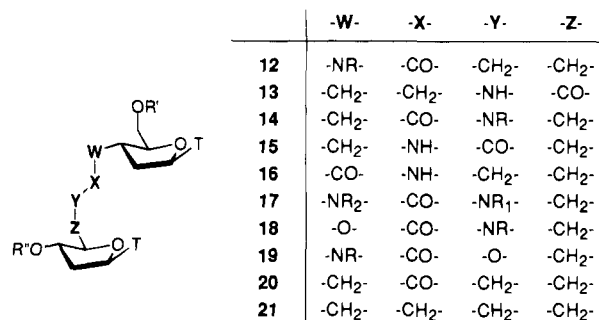 -W- -X- -Y- -Z-
12 -NR- -CO- -CH₂- -CH₂-
13 -CH₂- -CH₂- -NH- -CO-
14 -CH₂- -CO- -NR- -CH₂-
15 -CH₂- -NH- -CO- -CH₂-
16 -CO- -NH- -CH₂- -CH₂-
17 -NR₂- -CO- -NR₁- -CH₂-
18 -O- -CO- -NR- -CH₂-
19 -NR- -CO- -O- -CH₂-
20 -CH₂- -CO- -CH₂- -CH₂-
21 -CH₂- -CH₂- -CH₂- -CH₂-
OR'
W O T
X
Y
Z
R"O O T